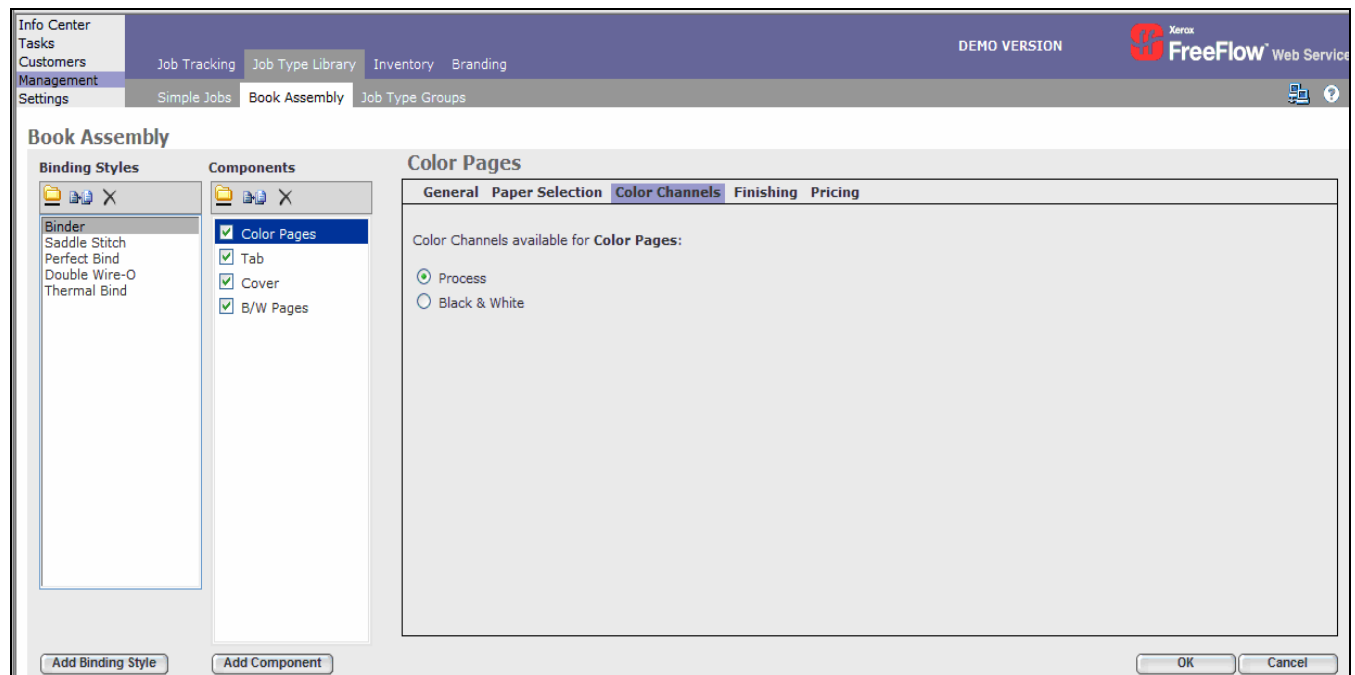 Info Center
Tasks
Customers
Management
Settings
Job Tracking Job Type Library Inventory Branding
DEMO VERSION
Xerox
FreeFlow™ Web Service
Simple Jobs Book Assembly Job Type Groups
Book Assembly
Binding Styles
Binder
Saddle Stitch
Perfect Bind
Double Wire-O
Thermal Bind
Add Binding Style
Components
Color Pages
Tab
Cover
B/W Pages
Add Component
Color Pages
General Paper Selection Color Channels Finishing Pricing
Color Channels available for Color Pages:
Process
Black & White
OK Cancel